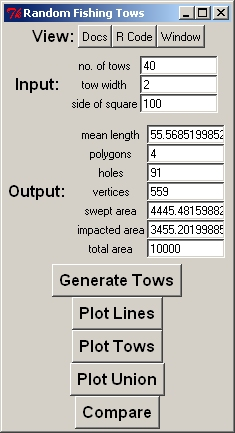 Random Fishing Tows
View: Docs R Code Window
Input:
no. of tows 40
tow width 2
side of square 100
Output:
mean length 55.5685199852
polygons 4
holes 91
vertices 559
swept area 4445.48159882
impacted area 3455.20199885
total area 10000
Generate Tows
Plot Lines
Plot Tows
Plot Union
Compare